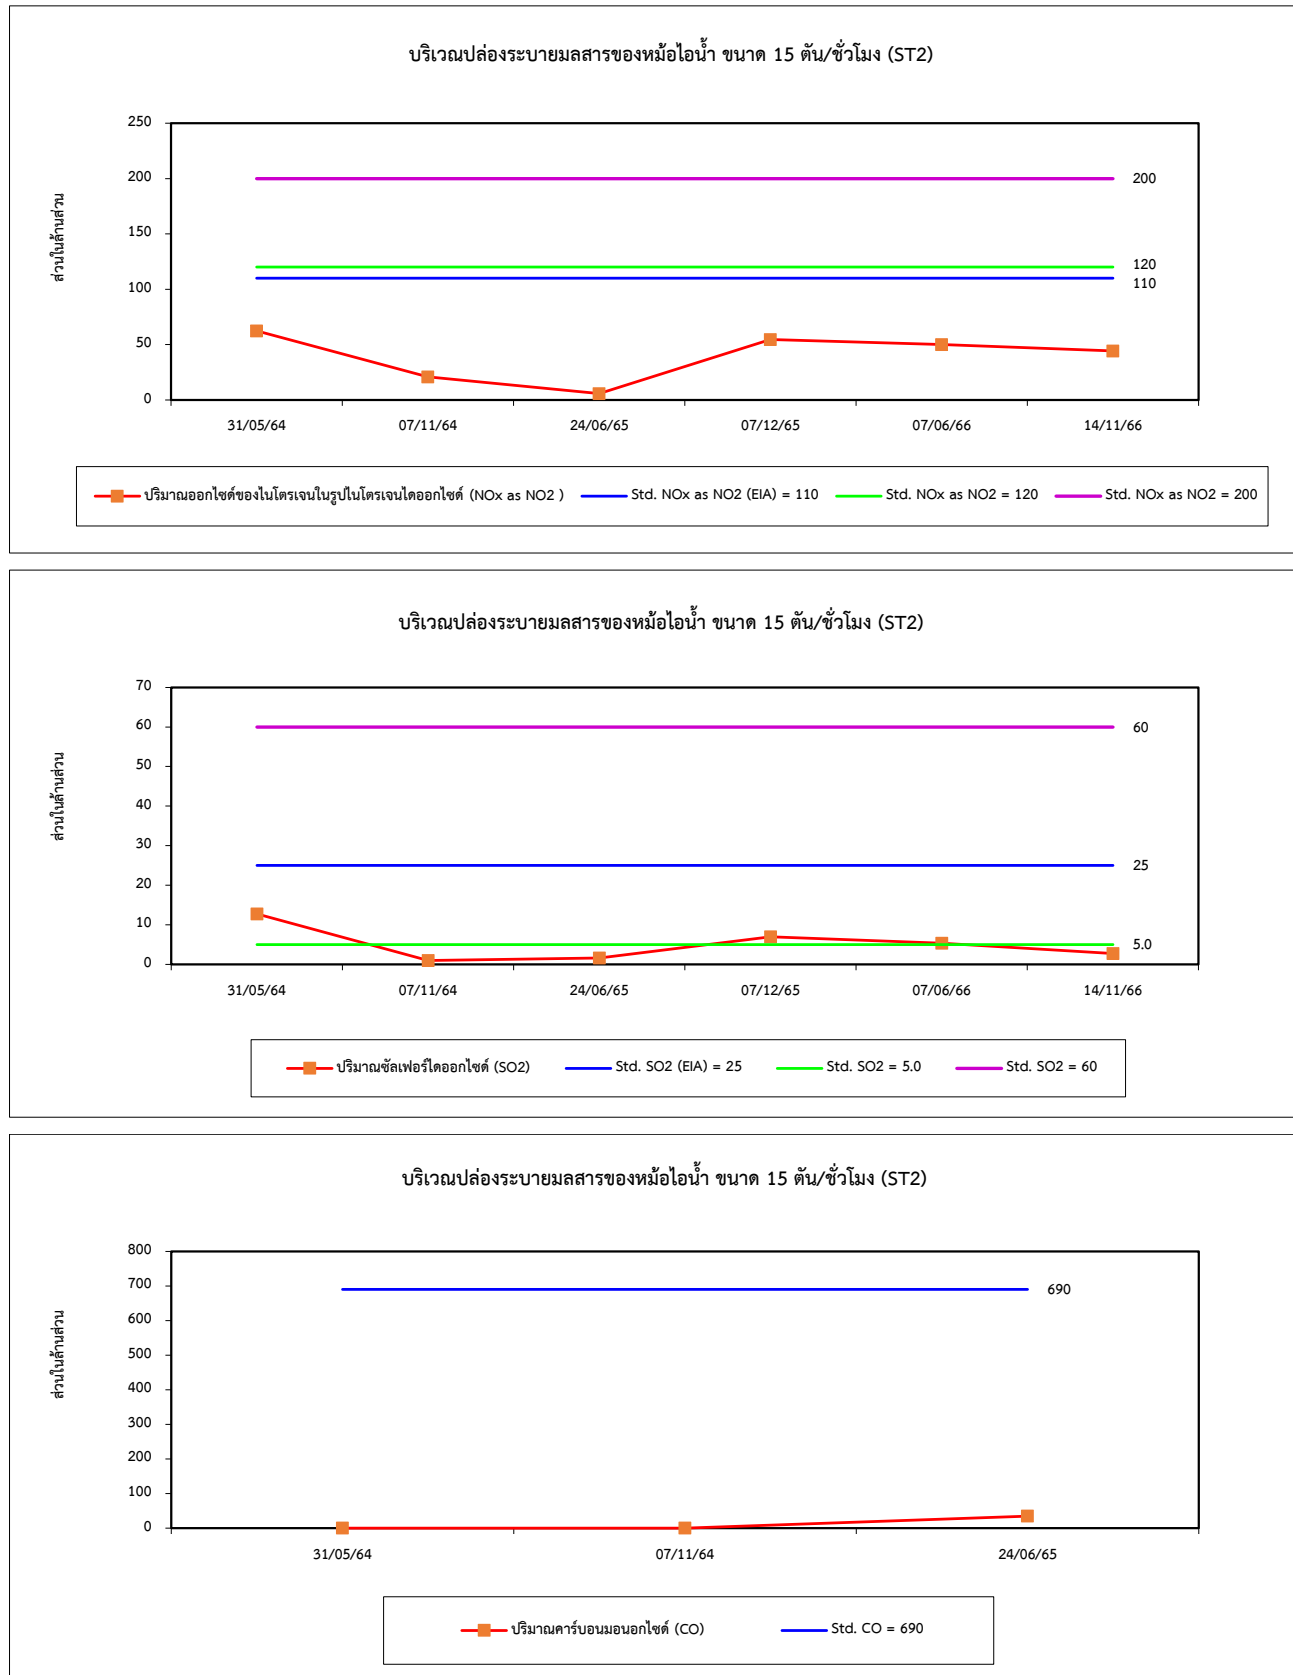 บริเวณปล่องระบายมลสารของหม้อไอน้ำ ขนาด 15 ตัน/ชั่วโมง (ST2)
ส่วนในล้านส่วน
250
200
150
100
50
0
200
120
110
31/05/64 07/11/64 24/06/65 07/12/65 07/06/66 14/11/66
ปริมาณออกไซด์ของไนโตรเจนในรูปไนโตรเจนไดออกไซด์ (NOx as NO2 ) Std. NOx as NO2 (EIA) = 110 Std. NOx as NO2 = 120 Std. NOx as NO2 = 200
บริเวณปล่องระบายมลสารของหม้อไอน้ำ ขนาด 15 ตัน/ชั่วโมง (ST2)
ส่วนในล้านส่วน
70
60
50
40
30
20
10
0
60
25
5.0
31/05/64 07/11/64 24/06/65 07/12/65 07/06/66 14/11/66
ปริมาณซัลเฟอร์ไดออกไซด์ (SO2) Std. SO2 (EIA) = 25 Std. SO2 = 5.0 Std. SO2 = 60
บริเวณปล่องระบายมลสารของหม้อไอน้ำ ขนาด 15 ตัน/ชั่วโมง (ST2)
ส่วนในล้านส่วน
800
700
600
500
400
300
200
100
0
690
31/05/64 07/11/64 24/06/65
ปริมาณคาร์บอนมอนอกไซด์ (CO) Std. CO = 690